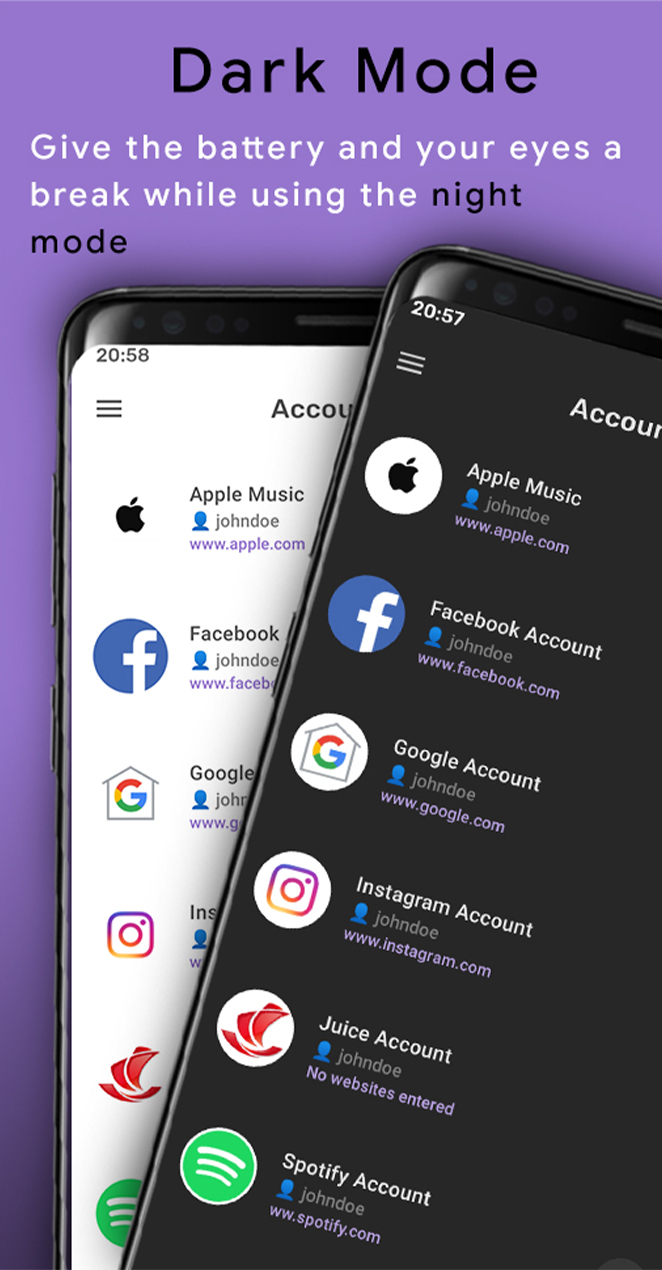 Dark Mode
Give the battery and your eyes a
break while using the night
mode
20:58
Accou
Apple Music
johndoe
www.apple.com
Facebook
johndoe
www.faceb
Google
john
www.g
Ins
w
20:57
Accour
Apple Music
johndoe
www.apple.com
Facebook Account
johndoe
www.facebook.com
Google Account
johndoe
www.google.com
Instagram Account
johndoe
www.instagram.com
Juice Account
johndoe
No websites entered
Spotify Account
johndoe
ww.spotify.com